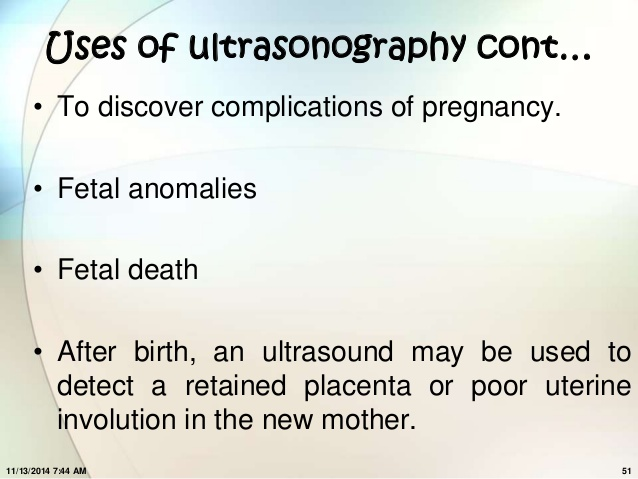 Uses of ultrasonography cont...
• To discover complications of pregnancy.
• Fetal anomalies
• Fetal death
• After birth, an ultrasound may be used to
detect a retained placenta or poor uterine
involution in the new mother.
11/13/2014 7:44 AM 51